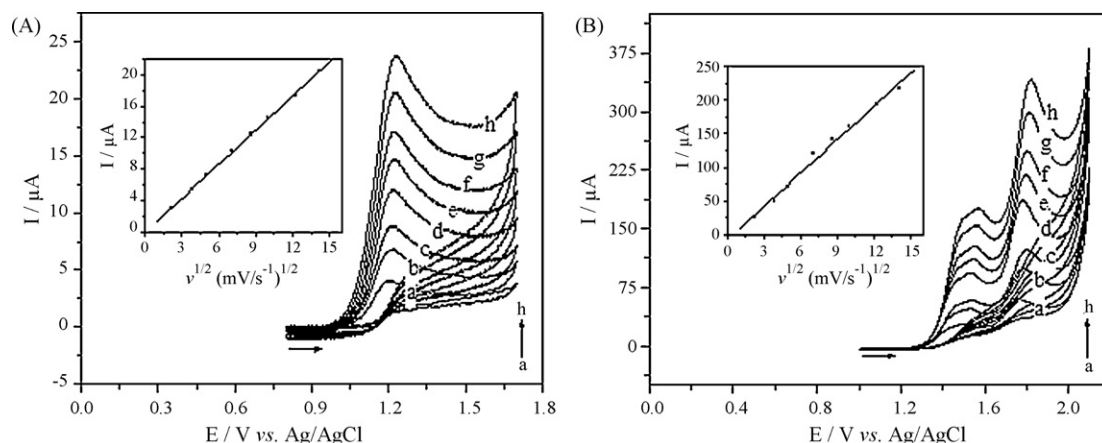 (A)
25
20
15
10
5
0
-5
I / µA
0.0 0.3 0.6 0.9 1.2 1.5 1.8
E / V vs. Ag/AgCl
22
20
16
12
8
4
0
I / µA
0 3 6 9 12 15
v1/2 (mV/s-1)1/2
h
g
f
e
d
c
b
a
h
a
(B)
375
300
225
150
75
0
I / µA
0.0 0.4 0.8 1.2 1.6 2.0
E / V vs. Ag/AgCl
250
200
150
100
50
0
I / µA
0 3 6 9 12 15
v1/2 (mV/s-1)1/2
h
g
f
e
d
c
b
a
h
a